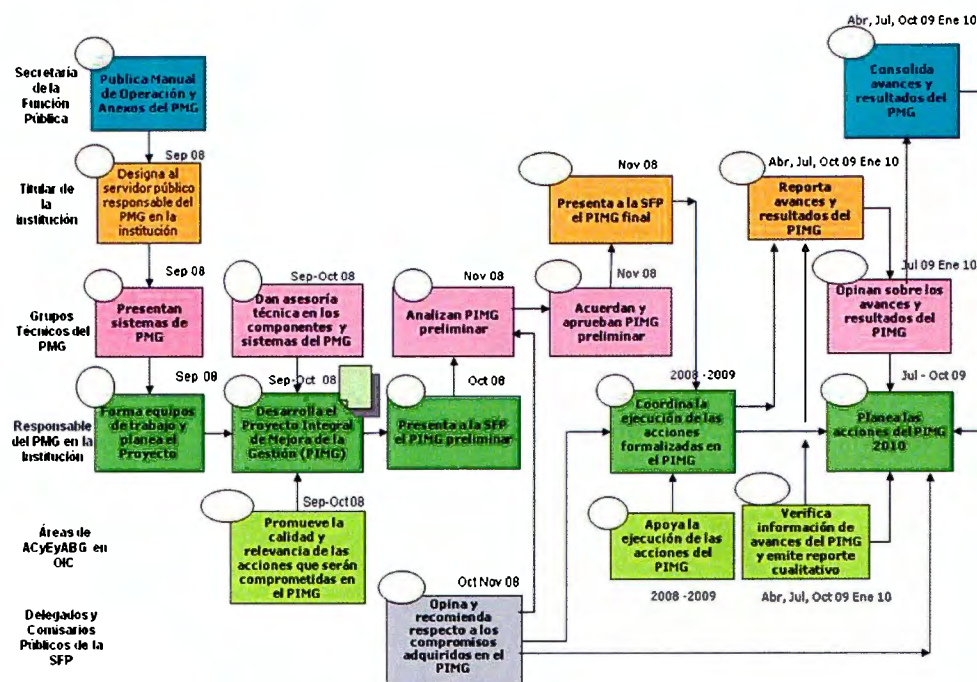 Abr, Jul, Oct 09 Ene 10
Secretaría
de la
Función
Pública
Publica Manual
de Operación y
Anexos del PMG
Consolida
avances y
resultados del
PMG
Sep 08
Nov 08
Abr, Jul, Oct 09 Ene 10
Titular de
la
institución
Designa al
servidor público
responsable del
PMG en la
institución
Presenta a la SFP
el PIMG final
Reporta
avances y
resultados del
PIMG
Sep 08
Sep-Oct 08
Nov 08
Nov 08
Jul 09 Ene 10
Grupos
Técnicos del
PMG
Presentan
sistemas de
PMG
Dan asesoría
técnica en los
componentes y
sistemas del PMG
Analizan PIMG
preliminar
Acuerdan y
aprueban PIMG
preliminar
Opinan sobre los
avances y
resultados del
PIMG
Sep 08
Sep-Oct 08
Oct 08
2008 -2009
Jul - Oct 09
Responsable
del PMG en la
Institución
Forma equipos
de trabajo y
planea el
Proyecto
Desarrolla el
Proyecto Integral
de Mejora de la
Gestión (PIMG)
Presenta a la SFP
el PIMG preliminar
Coordina la
ejecución de las
acciones
formalizadas en
el PIMG
Planea las
acciones del PIMG
2010
Sep-Oct 08
Áreas de
ACyEyABG en
OIC
Promueve la
calidad y
relevancia de las
acciones que serán
comprometidas en
el PIMG
Apoya la
ejecución de las
acciones del
PIMG
Verifica
información de
avances del PIMG
y emite reporte
cualitativo
2008 -2009
Abr, Jul, Oct 09 Ene 10
Oct Nov 08
Delegados y
Comisarios
Públicos de la
SFP
Opina y
recomienda
respecto a los
compromisos
adquiridos en el
PIMG